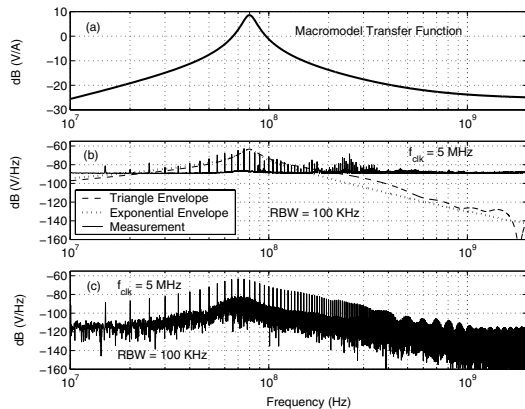 (a)
Macromodel Transfer Function
dB (V/A)
10
0
−10
−20
−30
10^7
10^8
10^9
(b)
f_clk = 5 MHz
dB (V/Hz)
−60
−80
−100
−120
−140
−160
Triangle Envelope
Exponential Envelope
Measurement
RBW = 100 KHz
10^7
10^8
10^9
(c)
f_clk = 5 MHz
dB (V/Hz)
−60
−80
−100
−120
−140
−160
RBW = 100 KHz
10^7
10^8
10^9
Frequency (Hz)